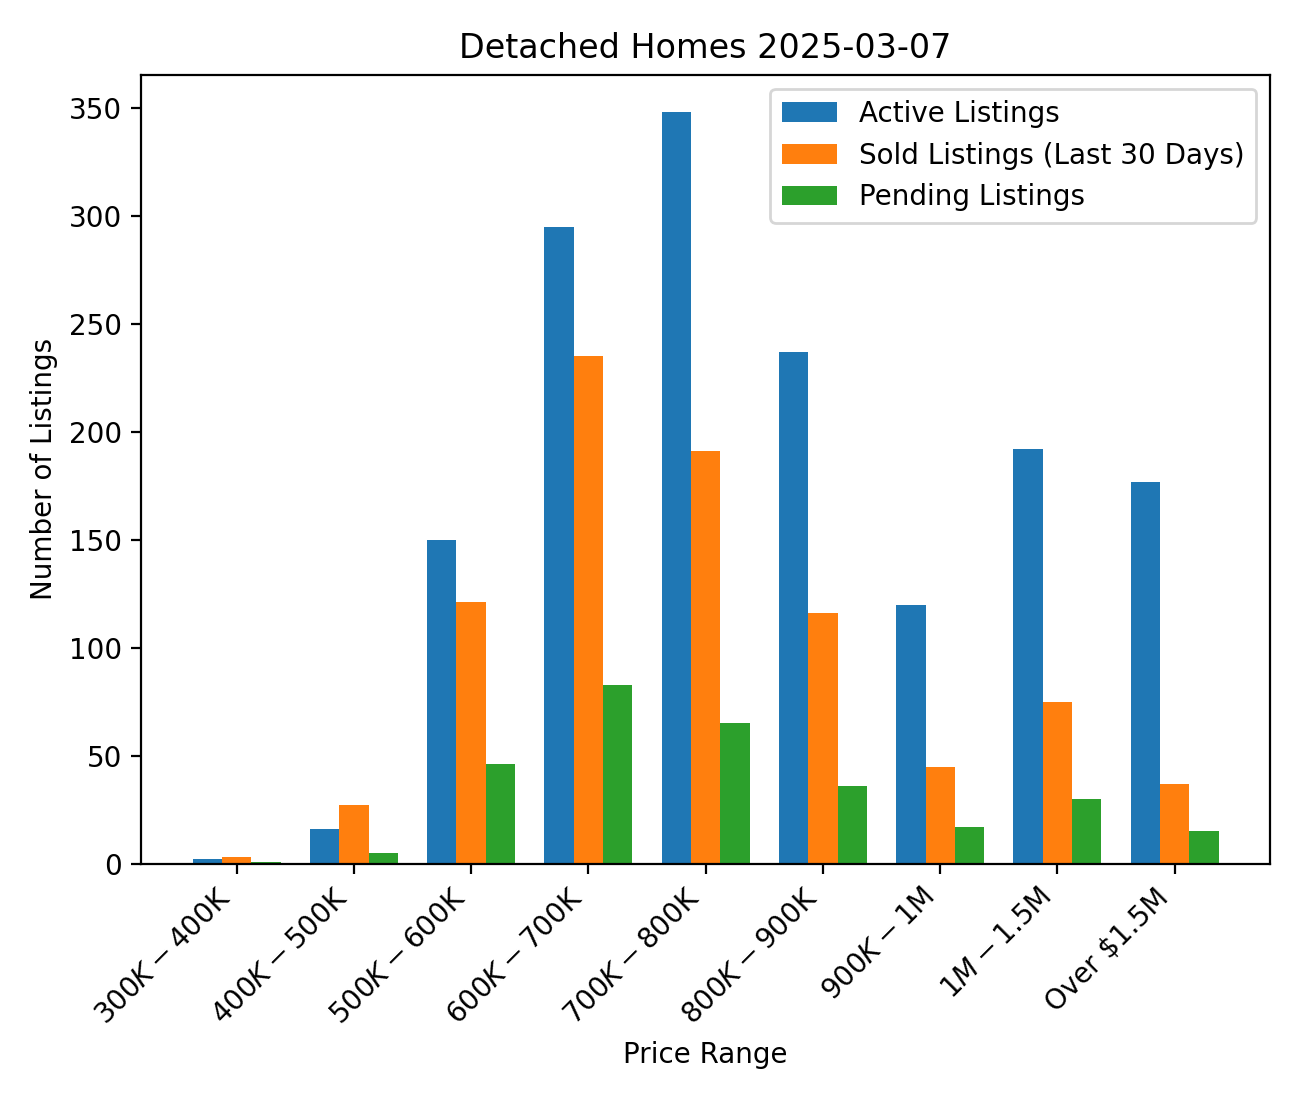 Detached Homes 2025-03-07
Active Listings
Sold Listings (Last 30 Days)
Pending Listings
Number of Listings
350
300
250
200
150
100
50
0
300K − 400K
400K − 500K
500K − 600K
600K − 700K
700K − 800K
800K − 900K
900K − 1M
1M − 1.5M
Over $1.5M
Price Range